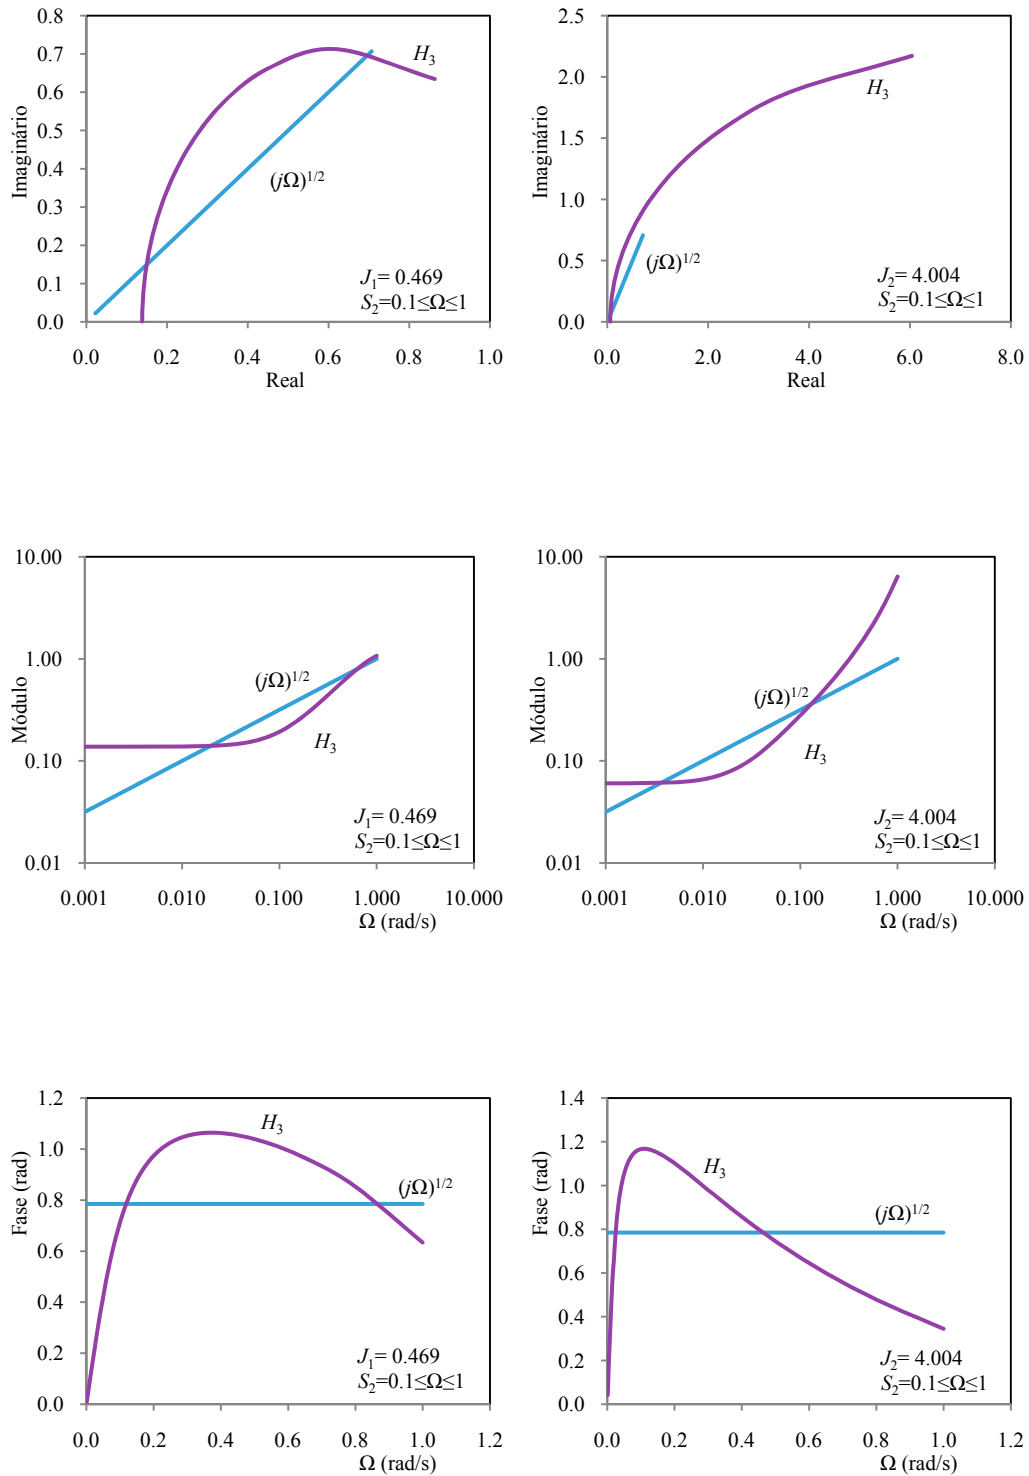 0.8
0.7
0.6
0.5
0.4
0.3
0.2
0.1
0.0
Imaginário
H₃
(jΩ)¹/²
J₁= 0.469
S₂=0.1≤Ω≤1
0.0 0.2 0.4 0.6 0.8 1.0
Real
2.5
2.0
1.5
1.0
0.5
0.0
Imaginário
H₃
(jΩ)¹/²
J₂= 4.004
S₂=0.1≤Ω≤1
0.0 2.0 4.0 6.0 8.0
Real
10.00
1.00
0.10
0.01
Módulo
(jΩ)¹/²
H₃
J₁= 0.469
S₂=0.1≤Ω≤1
0.001 0.010 0.100 1.000 10.000
Ω (rad/s)
10.00
1.00
0.10
0.01
Módulo
(jΩ)¹/²
H₃
J₂= 4.004
S₂=0.1≤Ω≤1
0.001 0.010 0.100 1.000 10.000
Ω (rad/s)
1.2
1.0
0.8
0.6
0.4
0.2
0.0
Fase (rad)
H₃
(jΩ)¹/²
J₁= 0.469
S₂=0.1≤Ω≤1
0.0 0.2 0.4 0.6 0.8 1.0 1.2
Ω (rad/s)
1.4
1.2
1.0
0.8
0.6
0.4
0.2
0.0
Fase (rad)
H₃
(jΩ)¹/²
J₂= 4.004
S₂=0.1≤Ω≤1
0.0 0.2 0.4 0.6 0.8 1.0 1.2
Ω (rad/s)